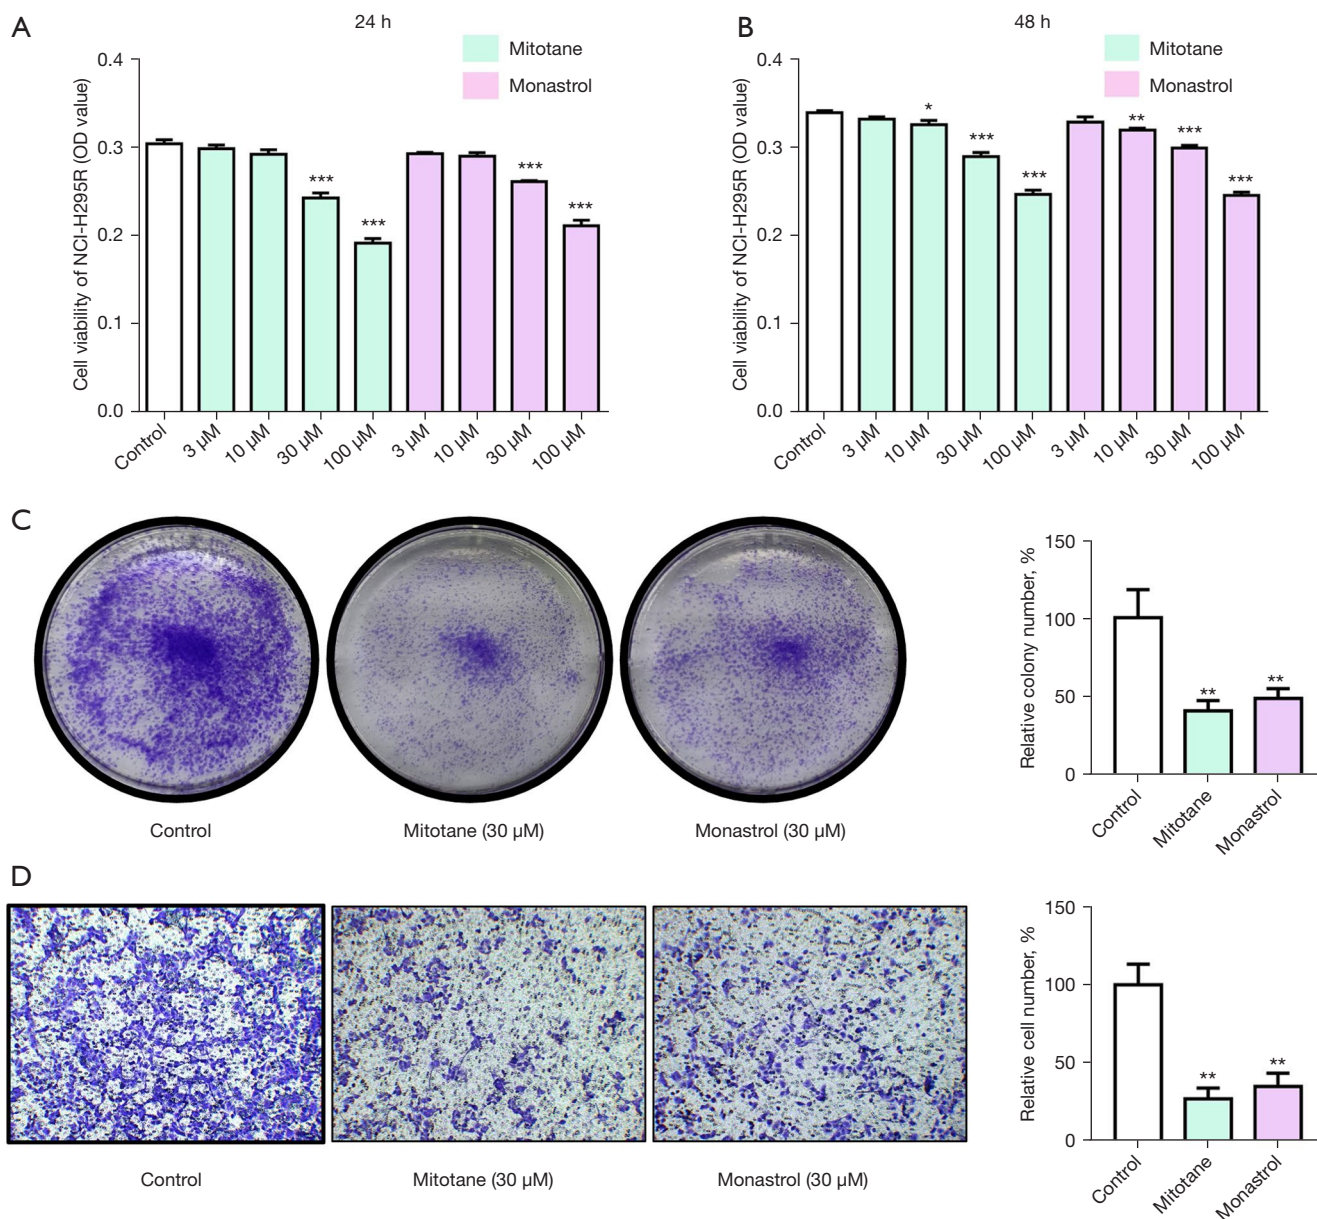 A
24 h
Mitotane
Monastrol
Cell viability of NCI-H295R (OD value)
0.4
0.3
0.2
0.1
0.0
***
***
***
***
Control
3 μM
10 μM
30 μM
100 μM
3 μM
10 μM
30 μM
100 μM
B
48 h
Mitotane
Monastrol
Cell viability of NCI-H295R (OD value)
0.4
0.3
0.2
0.1
0.0
*
***
***
**
***
***
Control
3 μM
10 μM
30 μM
100 μM
3 μM
10 μM
30 μM
100 μM
C
Control
Mitotane (30 μM)
Monastrol (30 μM)
Relative colony number, %
150
100
50
0
**
**
Control
Mitotane
Monastrol
D
Control
Mitotane (30 μM)
Monastrol (30 μM)
Relative cell number, %
150
100
50
0
**
**
Control
Mitotane
Monastrol